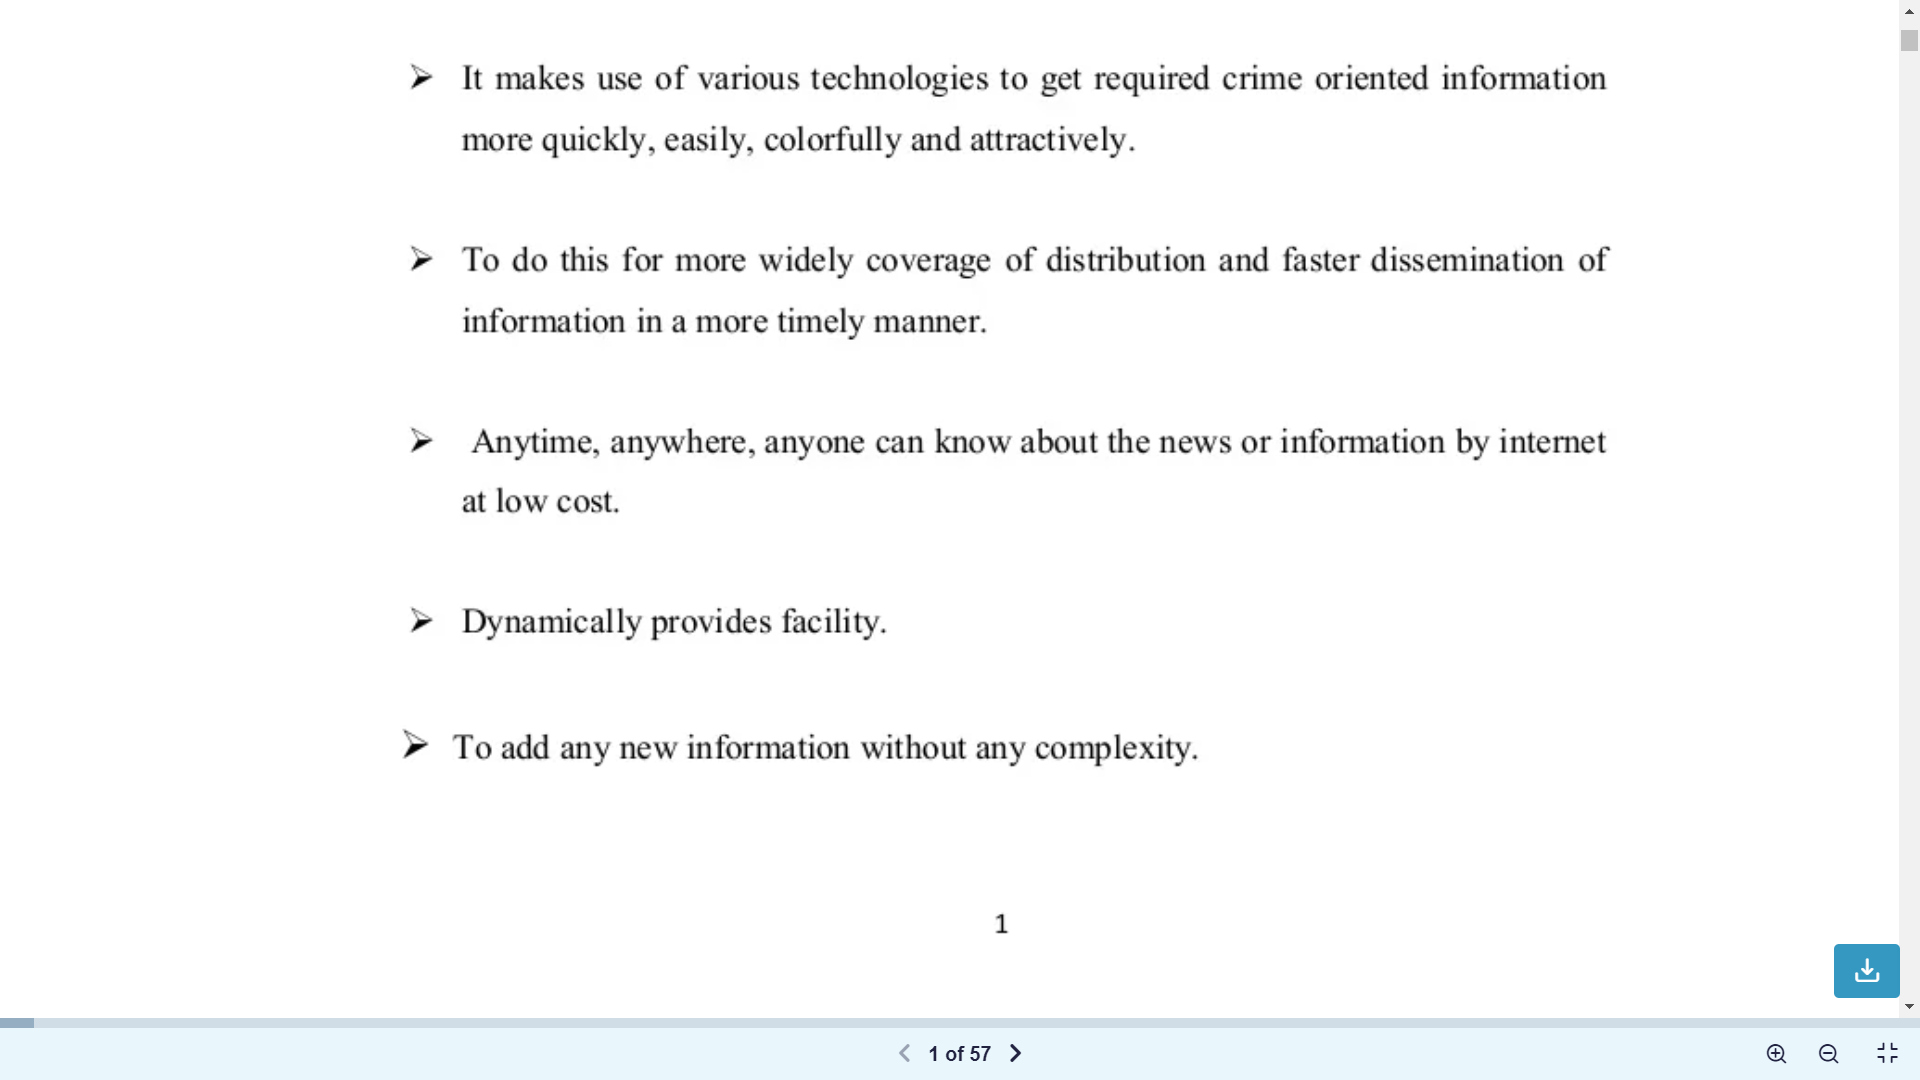 ➢ It makes use of various technologies to get required crime oriented information
more quickly, easily, colorfully and attractively.
➢ To do this for more widely coverage of distribution and faster dissemination of
information in a more timely manner.
➢ Anytime, anywhere, anyone can know about the news or information by internet
at low cost.
➢ Dynamically provides facility.
➢ To add any new information without any complexity.
1
1 of 57